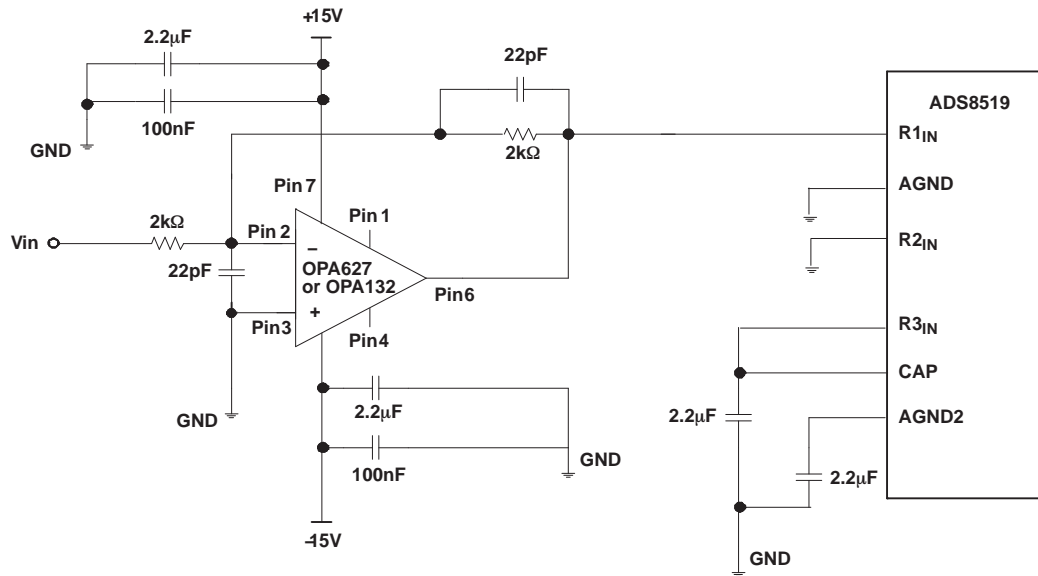 +15V
2.2μF
22pF
100nF
GND
2kΩ
ADS8519
R1IN
AGND
R2IN
R3IN
CAP
AGND2
Pin 7
Pin 1
2kΩ
Vin
Pin 2
–
22pF
OPA627
or OPA132
Pin 6
+
Pin3
Pin4
GND
2.2μF
100nF
GND
–15V
2.2μF
2.2μF
GND